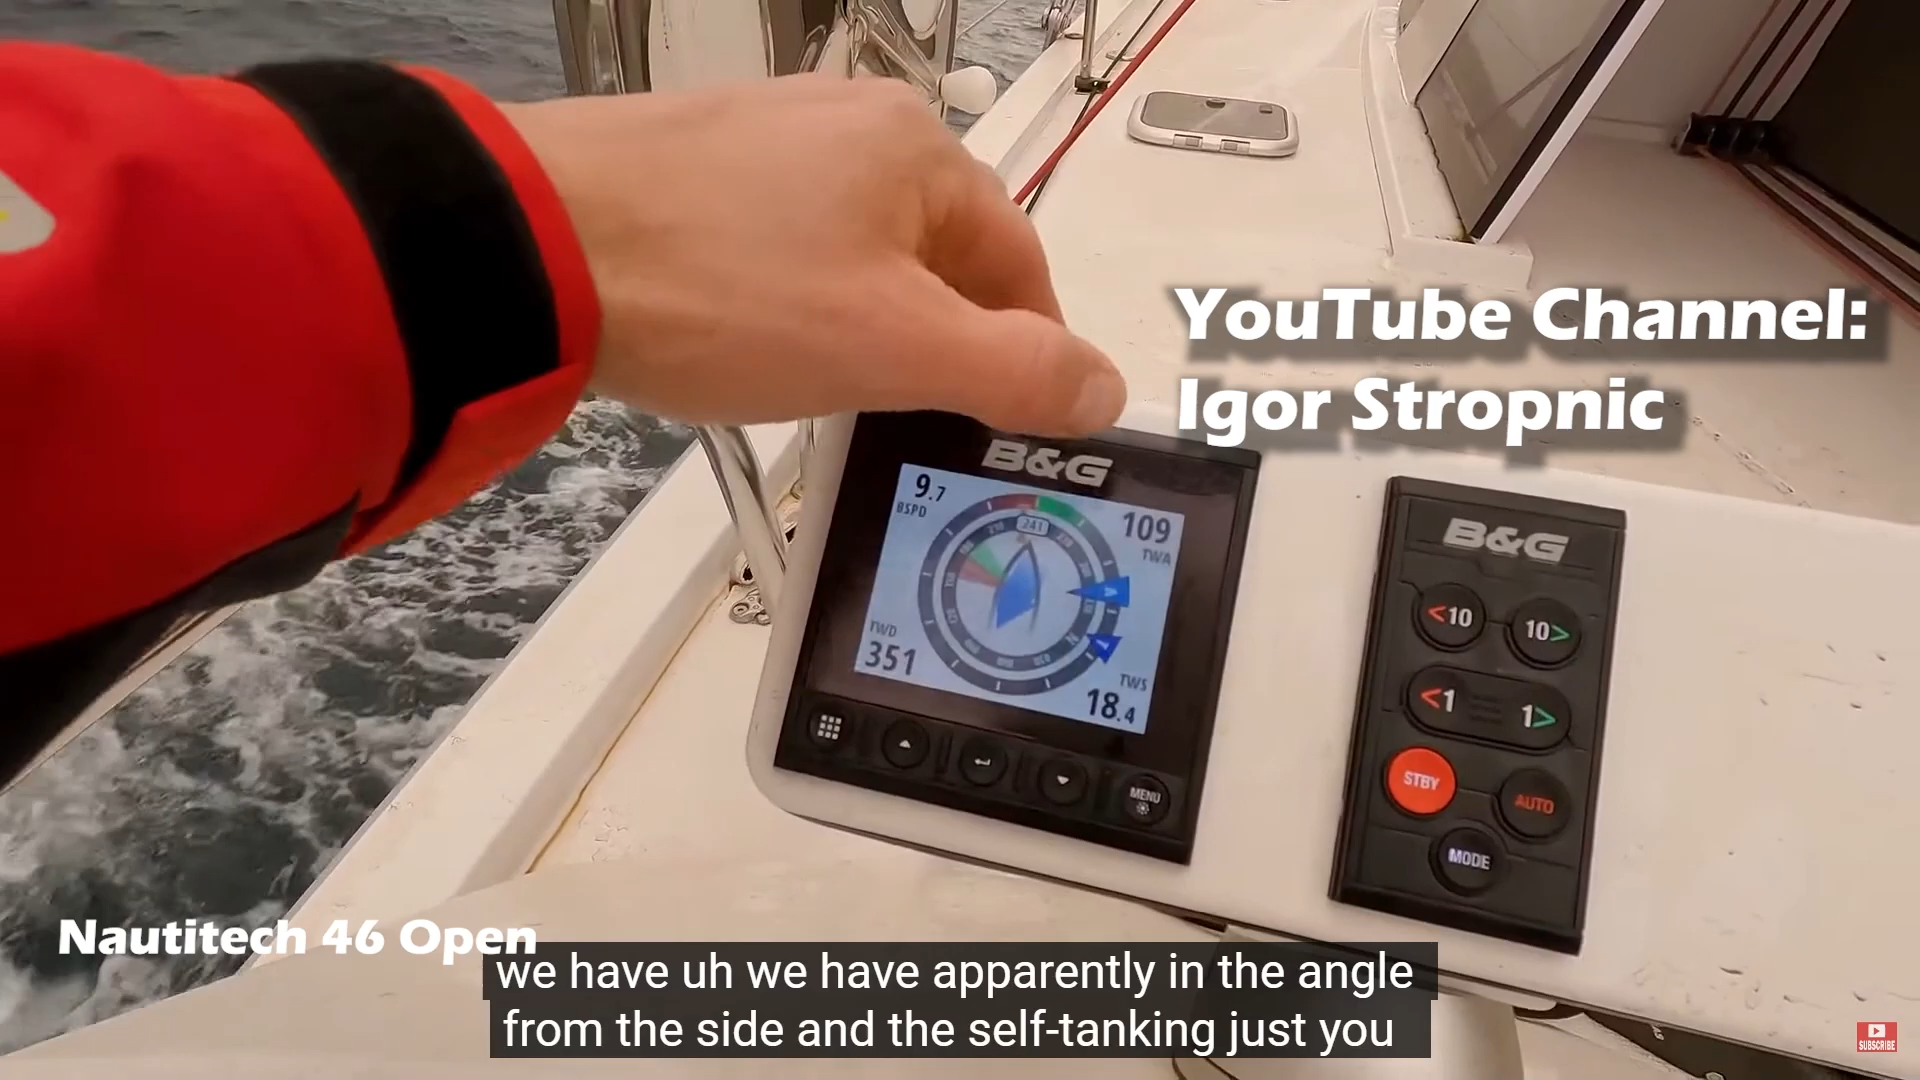 YouTube Channel:
Igor Stropnic
B&G
9.7
BSPD
109
TWA
241
TWD
351
TWS
18.4
MENU
B&G
<10
10>
<1
1>
STBY
AUTO
MODE
Nautitech 46 Open
we have uh we have apparently in the angle
from the side and the self-tanking just you
SUBSCRIBE